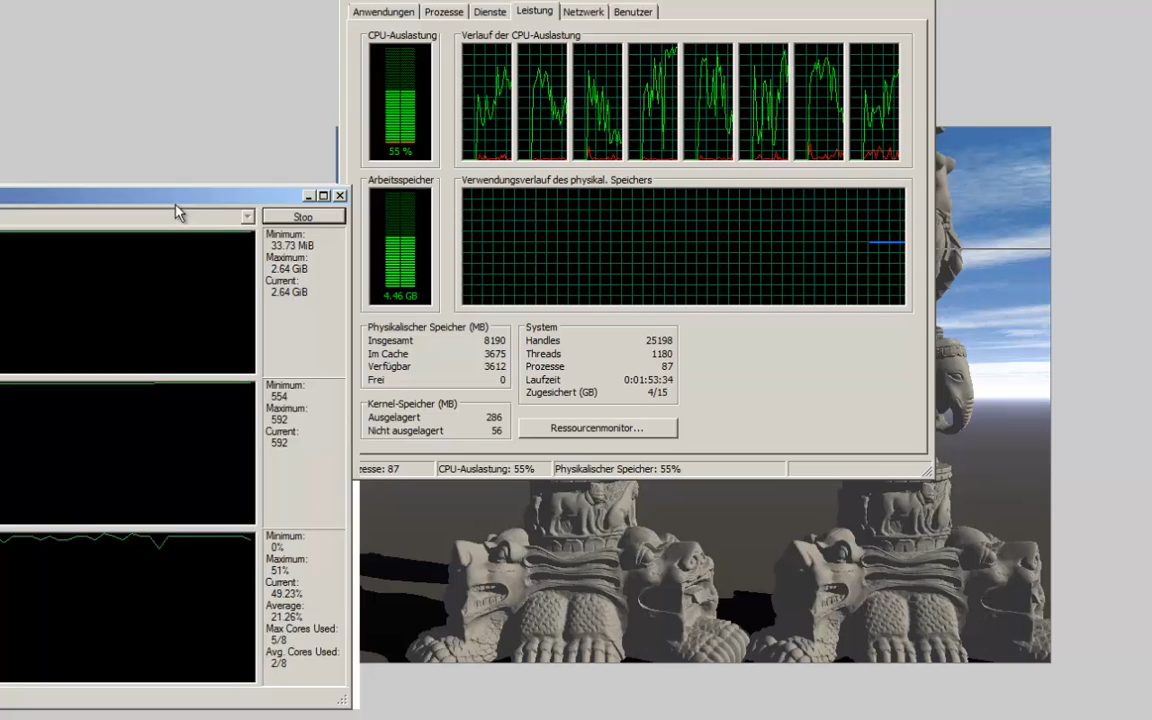 Anwendungen Prozesse Dienste Leistung Netzwerk Benutzer
CPU-Auslastung
55 %
Verlauf der CPU-Auslastung
Arbeitsspeicher
4.46 GB
Verwendungsverlauf des physikal. Speichers
Physikalischer Speicher (MB)
Insgesamt 8190
Im Cache 3675
Verfügbar 3612
Frei 0
Kernel-Speicher (MB)
Ausgelagert 286
Nicht ausgelagert 56
System
Handles 25198
Threads 1180
Prozesse 87
Laufzeit 0:01:53:34
Zugesichert (GB) 4/15
Ressourcenmonitor...
zesse: 87 CPU-Auslastung: 55% Physikalischer Speicher: 55%
Stop
Minimum:
33.73 MiB
Maximum:
2.64 GiB
Current:
2.64 GiB
Minimum:
554
Maximum:
592
Current:
592
Minimum:
0%
Maximum:
51%
Current:
49.23%
Average:
21.26%
Max Cores Used:
5/8
Avg. Cores Used:
2/8